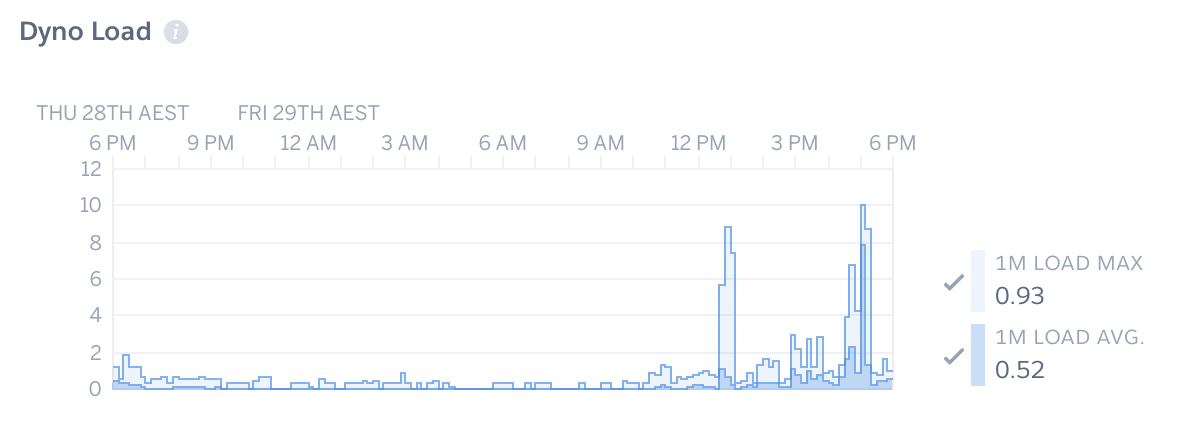 Dyno Load i
THU 28TH AEST FRI 29TH AEST
6 PM 9 PM 12 AM 3 AM 6 AM 9 AM 12 PM 3 PM 6 PM
12
10
8
6
4
2
0
1M LOAD MAX
0.93
1M LOAD AVG.
0.52